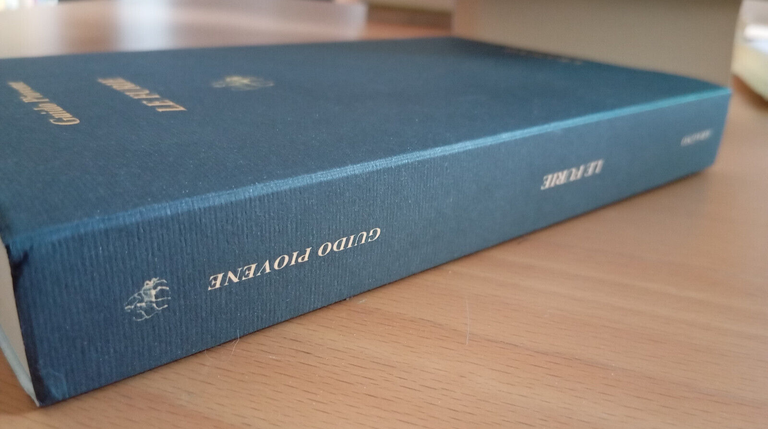 Guido Piovene
LE FURIE
GUIDO PIOVENE
LE FURIE